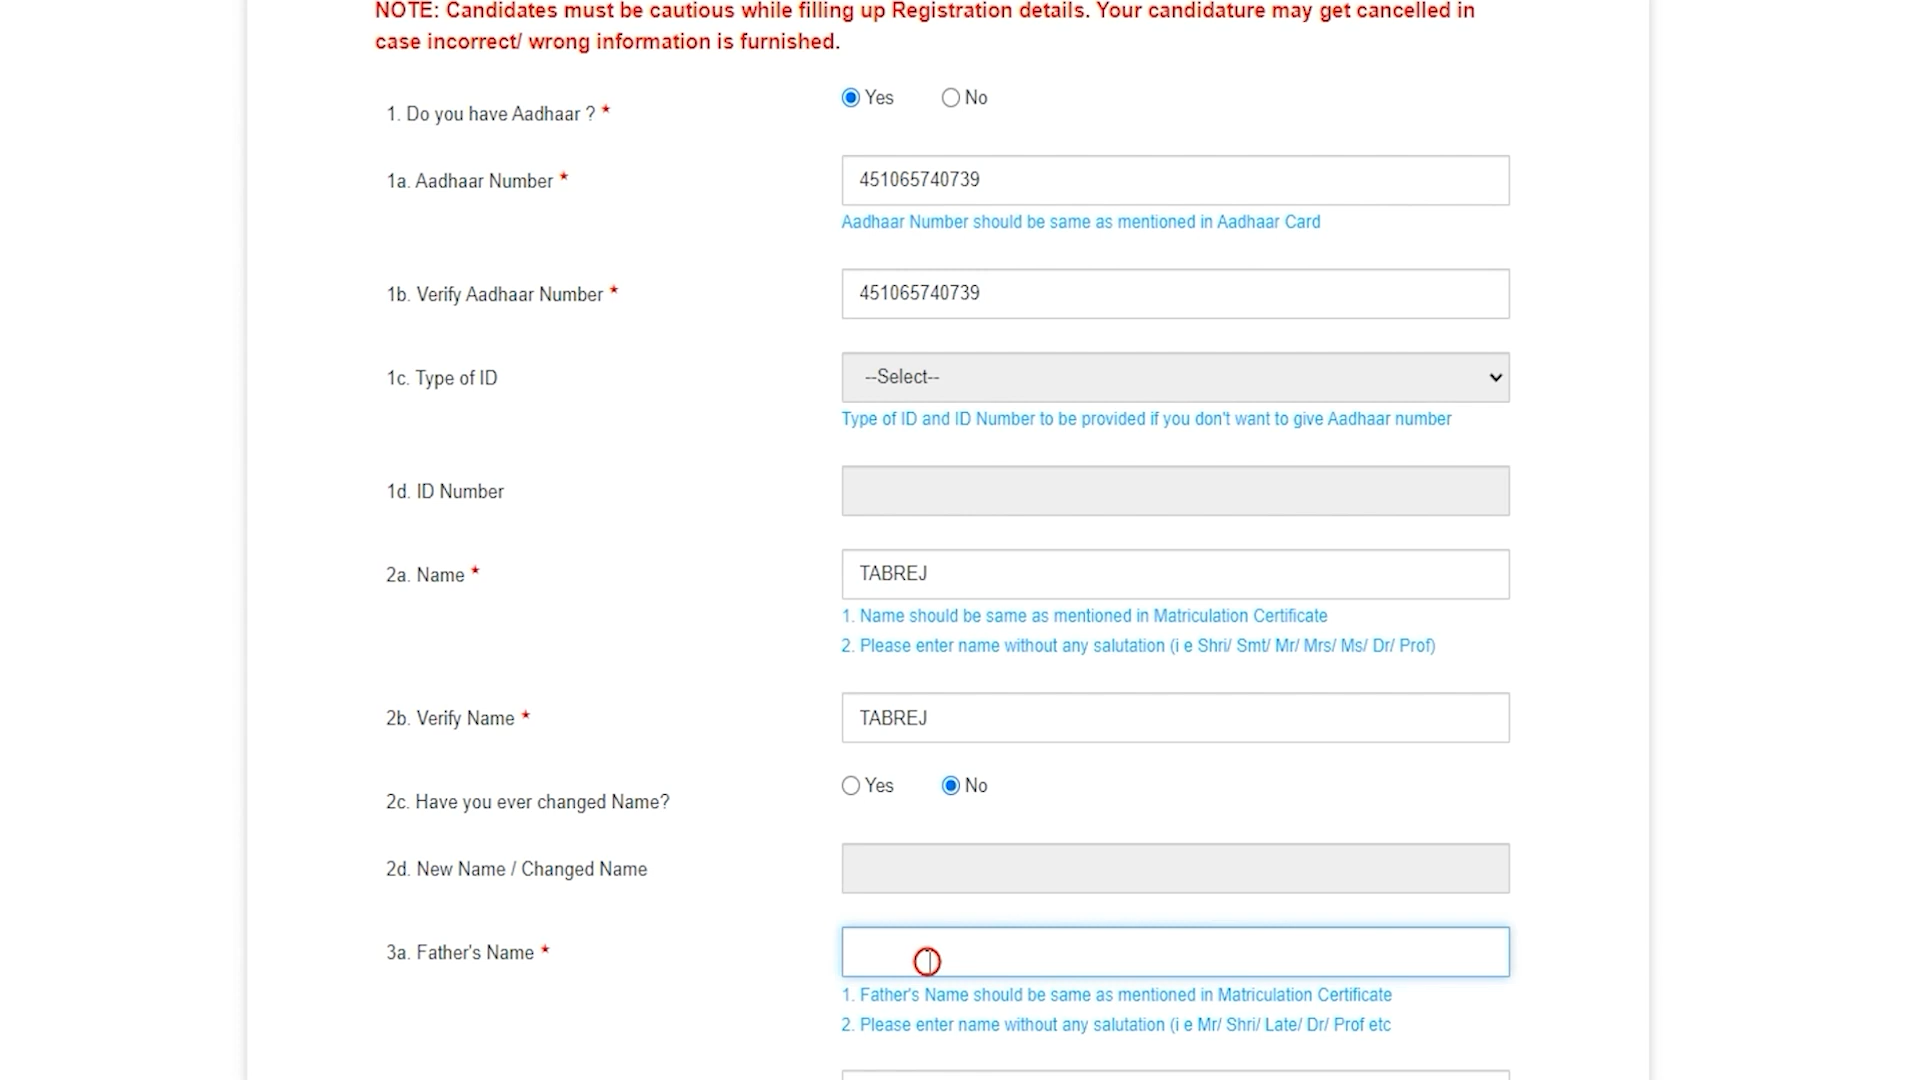 NOTE: Candidates must be cautious while filling up Registration details. Your candidature may get cancelled in
case incorrect/ wrong information is furnished.
1. Do you have Aadhaar ? *
Yes No
1a. Aadhaar Number *
451065740739
Aadhaar Number should be same as mentioned in Aadhaar Card
1b. Verify Aadhaar Number *
451065740739
1c. Type of ID
--Select--
Type of ID and ID Number to be provided if you don't want to give Aadhaar number
1d. ID Number
2a. Name *
TABREJ
1. Name should be same as mentioned in Matriculation Certificate
2. Please enter name without any salutation (i e Shri/ Smt/ Mr/ Mrs/ Ms/ Dr/ Prof)
2b. Verify Name *
TABREJ
2c. Have you ever changed Name?
Yes No
2d. New Name / Changed Name
3a. Father's Name *
1. Father's Name should be same as mentioned in Matriculation Certificate
2. Please enter name without any salutation (i e Mr/ Shri/ Late/ Dr/ Prof etc